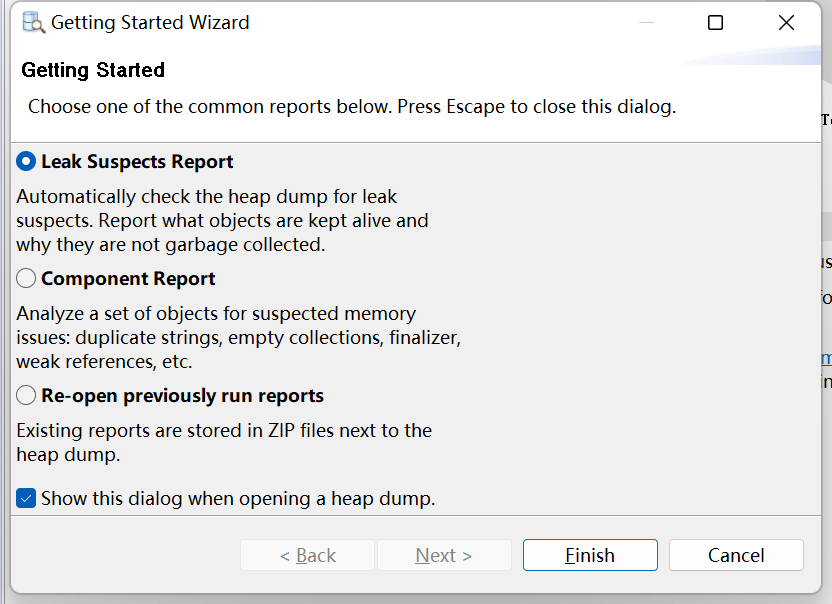 Getting Started Wizard
Getting Started
Choose one of the common reports below. Press Escape to close this dialog.
Leak Suspects Report
Automatically check the heap dump for leak
suspects. Report what objects are kept alive and
why they are not garbage collected.
Component Report
Analyze a set of objects for suspected memory
issues: duplicate strings, empty collections, finalizer,
weak references, etc.
Re-open previously run reports
Existing reports are stored in ZIP files next to the
heap dump.
Show this dialog when opening a heap dump.
< Back
Next >
Finish
Cancel